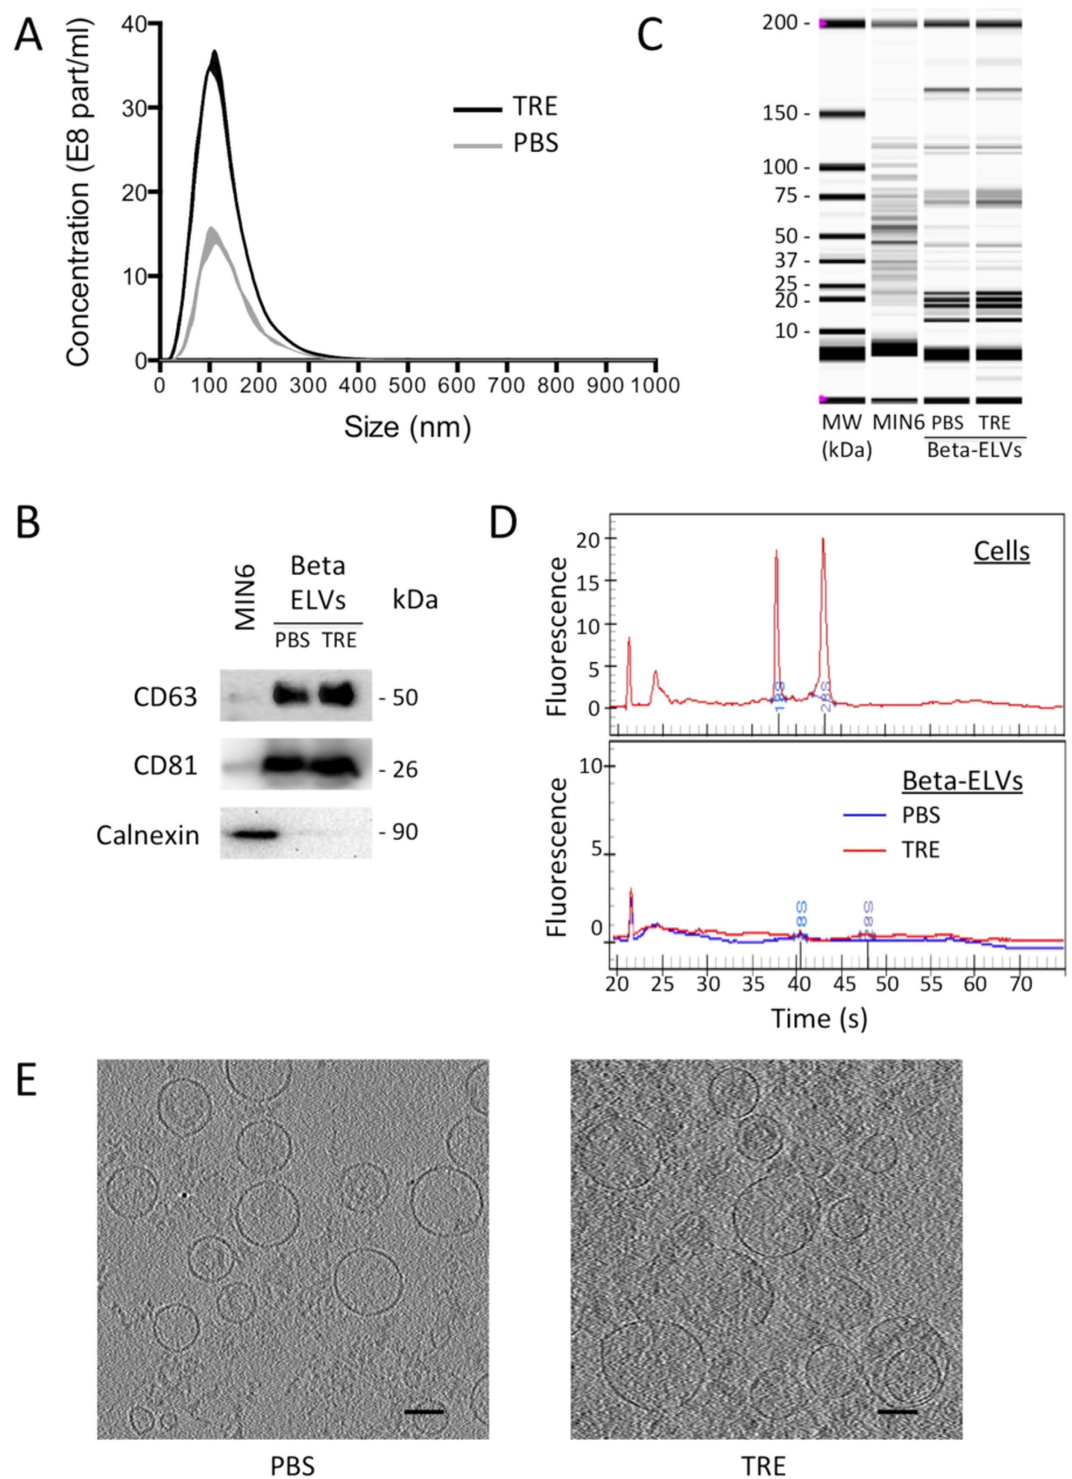 A
Concentration (E8 part/ml)
40
30
20
10
0
0 100 200 300 400 500 600 700 800 900 1000
Size (nm)
TRE
PBS
C
200 -
150 -
100 -
75 -
50 -
37 -
25 -
20 -
10 -
MW MIN6 PBS TRE
(kDa) Beta-ELVs
B
MIN6
Beta
ELVs
kDa
PBS TRE
CD63 - 50
CD81 - 26
Calnexin - 90
D
Fluorescence
20
15
10
5
0
Cells
18S
28S
Fluorescence
10
5
0
Beta-ELVs
PBS
TRE
18S
28S
20 25 30 35 40 45 50 55 60 70
Time (s)
E
PBS
TRE